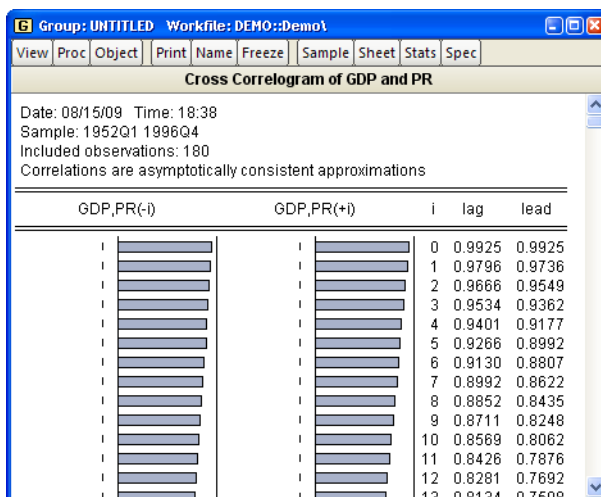 G Group: UNTITLED Workfile: DEMO::Demo\
View Proc Object Print Name Freeze Sample Sheet Stats Spec
Cross Correlogram of GDP and PR
Date: 08/15/09 Time: 18:38
Sample: 1952Q1 1996Q4
Included observations: 180
Correlations are asymptotically consistent approximations
GDP,PR(-i) GDP,PR(+i) i lag lead
0 0.9925 0.9925
1 0.9796 0.9736
2 0.9666 0.9549
3 0.9534 0.9362
4 0.9401 0.9177
5 0.9266 0.8992
6 0.9130 0.8807
7 0.8992 0.8622
8 0.8852 0.8435
9 0.8711 0.8248
10 0.8569 0.8062
11 0.8426 0.7876
12 0.8281 0.7692